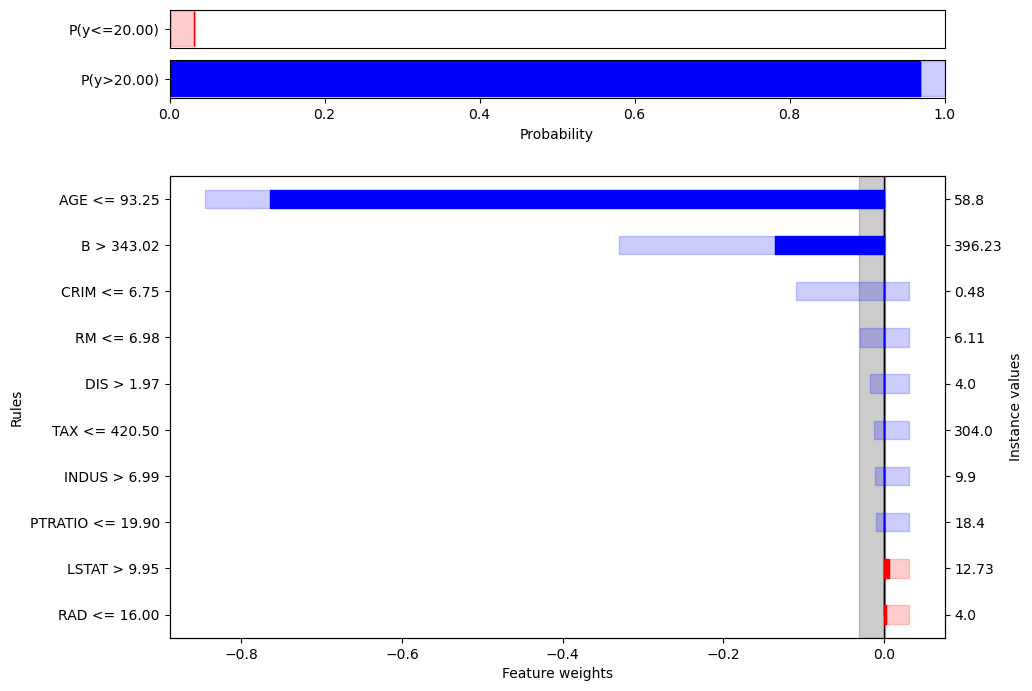 P(y<=20.00)
P(y>20.00)
0.0 0.2 0.4 0.6 0.8 1.0
Probability
Rules
AGE <= 93.25 58.8
B > 343.02 396.23
CRIM <= 6.75 0.48
RM <= 6.98 6.11
DIS > 1.97 4.0
TAX <= 420.50 304.0
INDUS > 6.99 9.9
PTRATIO <= 19.90 18.4
LSTAT > 9.95 12.73
RAD <= 16.00 4.0
Instance values
−0.8 −0.6 −0.4 −0.2 0.0
Feature weights